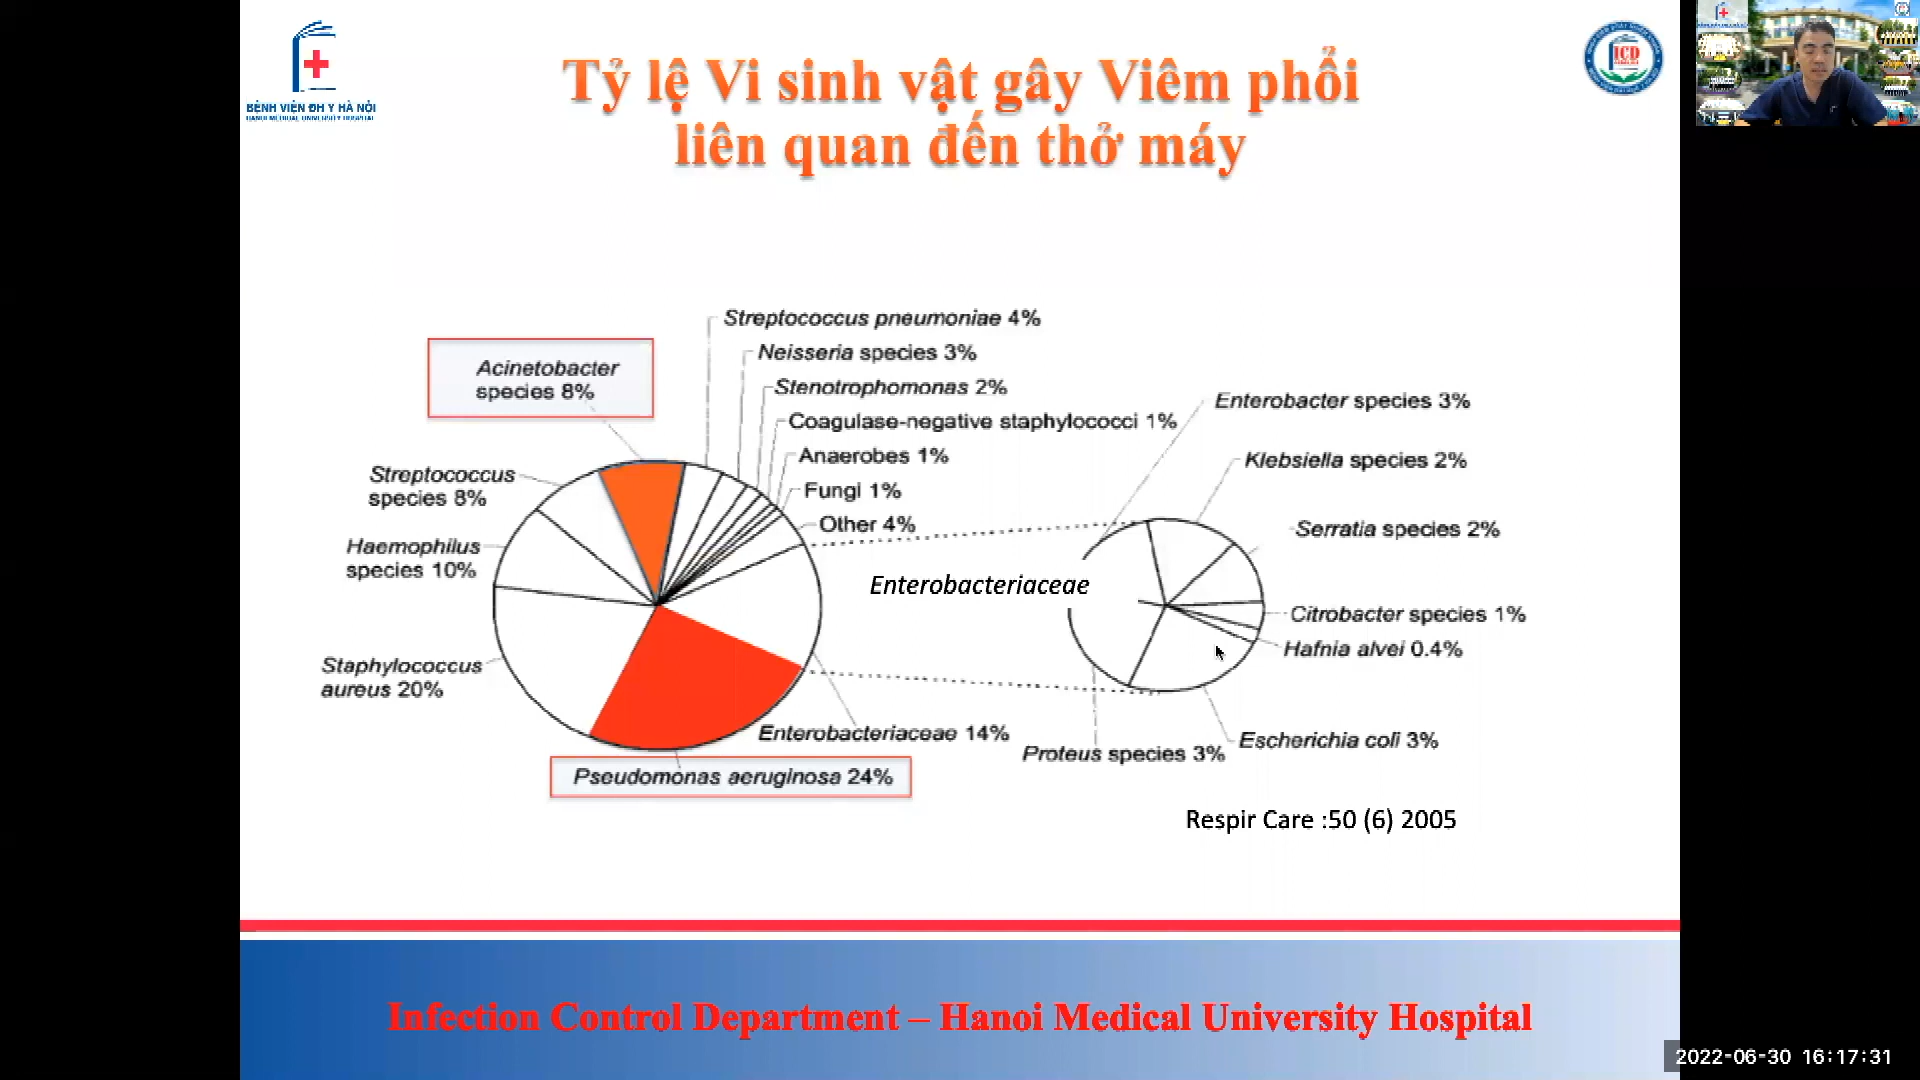 BỆNH VIỆN ĐH Y HÀ NỘI
HANOI MEDICAL UNIVERSITY HOSPITAL
Tỷ lệ Vi sinh vật gây Viêm phổi
liên quan đến thở máy
ICD
Streptococcus pneumoniae 4%
Neisseria species 3%
Stenotrophomonas 2%
Coagulase-negative staphylococci 1%
Anaerobes 1%
Fungi 1%
Other 4%
Acinetobacter
species 8%
Streptococcus
species 8%
Haemophilus
species 10%
Staphylococcus
aureus 20%
Pseudomonas aeruginosa 24%
Enterobacteriaceae 14%
Enterobacteriaceae
Enterobacter species 3%
Klebsiella species 2%
Serratia species 2%
Citrobacter species 1%
Hafnia alvei 0.4%
Escherichia coli 3%
Proteus species 3%
Respir Care :50 (6) 2005
Infection Control Department – Hanoi Medical University Hospital
2022-06-30 16:17:31